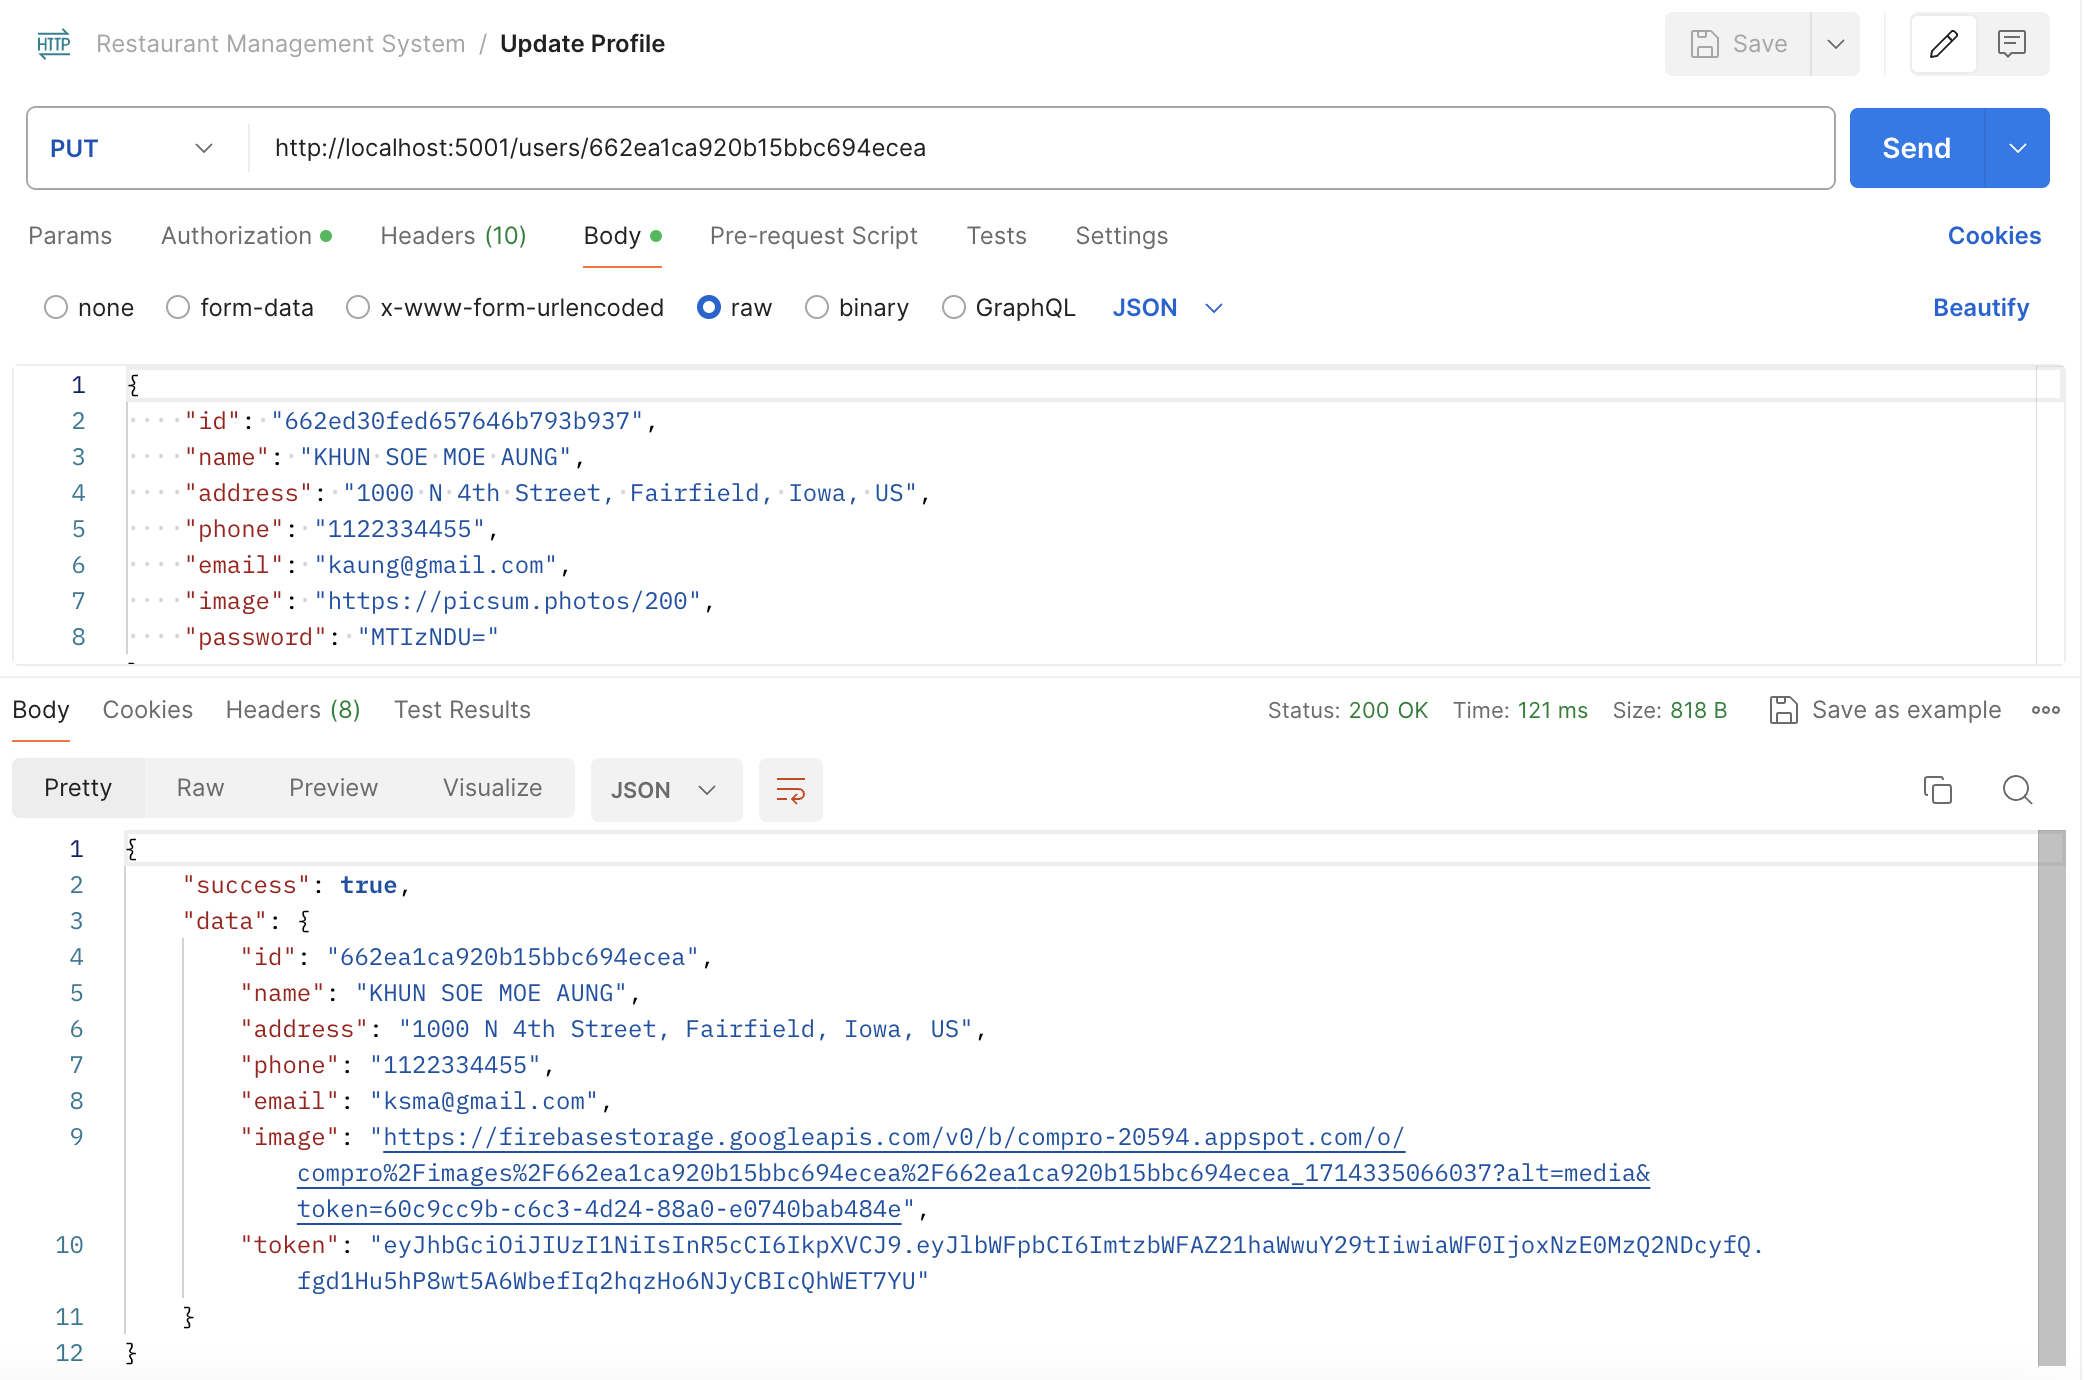 HTTP Restaurant Management System / Update Profile Save
PUT http://localhost:5001/users/662ea1ca920b15bbc694ecea Send
Params Authorization Headers (10) Body Pre-request Script Tests Settings Cookies
none form-data x-www-form-urlencoded raw binary GraphQL JSON Beautify
1 {
2 "id": "662ed30fed657646b793b937",
3 "name": "KHUN SOE MOE AUNG",
4 "address": "1000 N 4th Street, Fairfield, Iowa, US",
5 "phone": "1122334455",
6 "email": "kaung@gmail.com",
7 "image": "https://picsum.photos/200",
8 "password": "MTIzNDU="
Body Cookies Headers (8) Test Results Status: 200 OK Time: 121 ms Size: 818 B Save as example
Pretty Raw Preview Visualize JSON
1 {
2 "success": true,
3 "data": {
4 "id": "662ea1ca920b15bbc694ecea",
5 "name": "KHUN SOE MOE AUNG",
6 "address": "1000 N 4th Street, Fairfield, Iowa, US",
7 "phone": "1122334455",
8 "email": "ksma@gmail.com",
9 "image": "https://firebasestorage.googleapis.com/v0/b/compro-20594.appspot.com/o/
compro%2Fimages%2F662ea1ca920b15bbc694ecea%2F662ea1ca920b15bbc694ecea_1714335066037?alt=media&
token=60c9cc9b-c6c3-4d24-88a0-e0740bab484e",
10 "token": "eyJhbGciOiJIUzI1NiIsInR5cCI6IkpXVCJ9.eyJlbWFpbCI6ImtzbWFAZ21haWwuY29tIiwiaWF0IjoxNzE0MzQ2NDcyfQ.
fgd1Hu5hP8wt5A6WbefIq2hqzHo6NJyCBIcQhWET7YU"
11 }
12 }